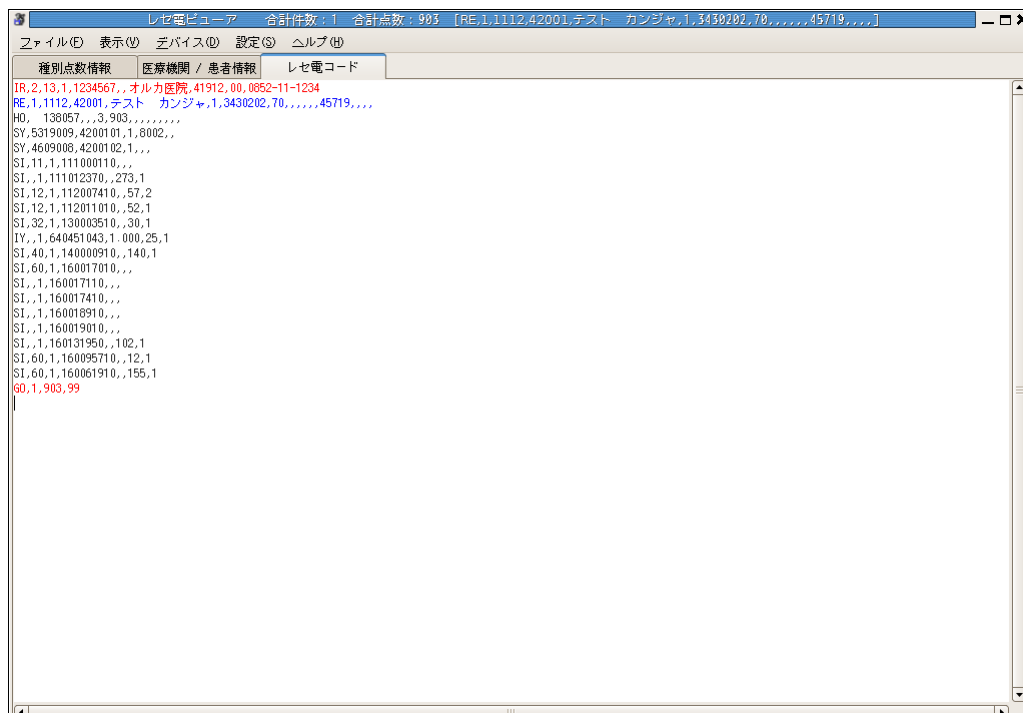 レセ電ビューア　合計件数：1　合計点数：903　[RE,1,1112,42001,テスト　カンジャ,1,3430202,70,,,,,,45719,,,,]
ファイル(F)　表示(V)　デバイス(D)　設定(S)　ヘルプ(H)
種別点数情報　医療機関 / 患者情報　レセ電コード
IR,2,13,1,1234567,,オルカ医院,41912,00,0852-11-1234
RE,1,1112,42001,テスト　カンジャ,1,3430202,70,,,,,,45719,,,,
HO,  138057,,,3,903,,,,,,,,,
SY,5319009,4200101,1,8002,,
SY,4609008,4200102,1,,,
SI,11,1,111000110,,,
SI,,1,111012370,,273,1
SI,12,1,112007410,,57,2
SI,12,1,112011010,,52,1
SI,32,1,130003510,,30,1
IY,,1,640451043,1.000,25,1
SI,40,1,140000910,,140,1
SI,60,1,160017010,,,
SI,,1,160017110,,,
SI,,1,160017410,,,
SI,,1,160018910,,,
SI,,1,160019010,,,
SI,,1,160131950,,102,1
SI,60,1,160095710,,12,1
SI,60,1,160061910,,155,1
GO,1,903,99